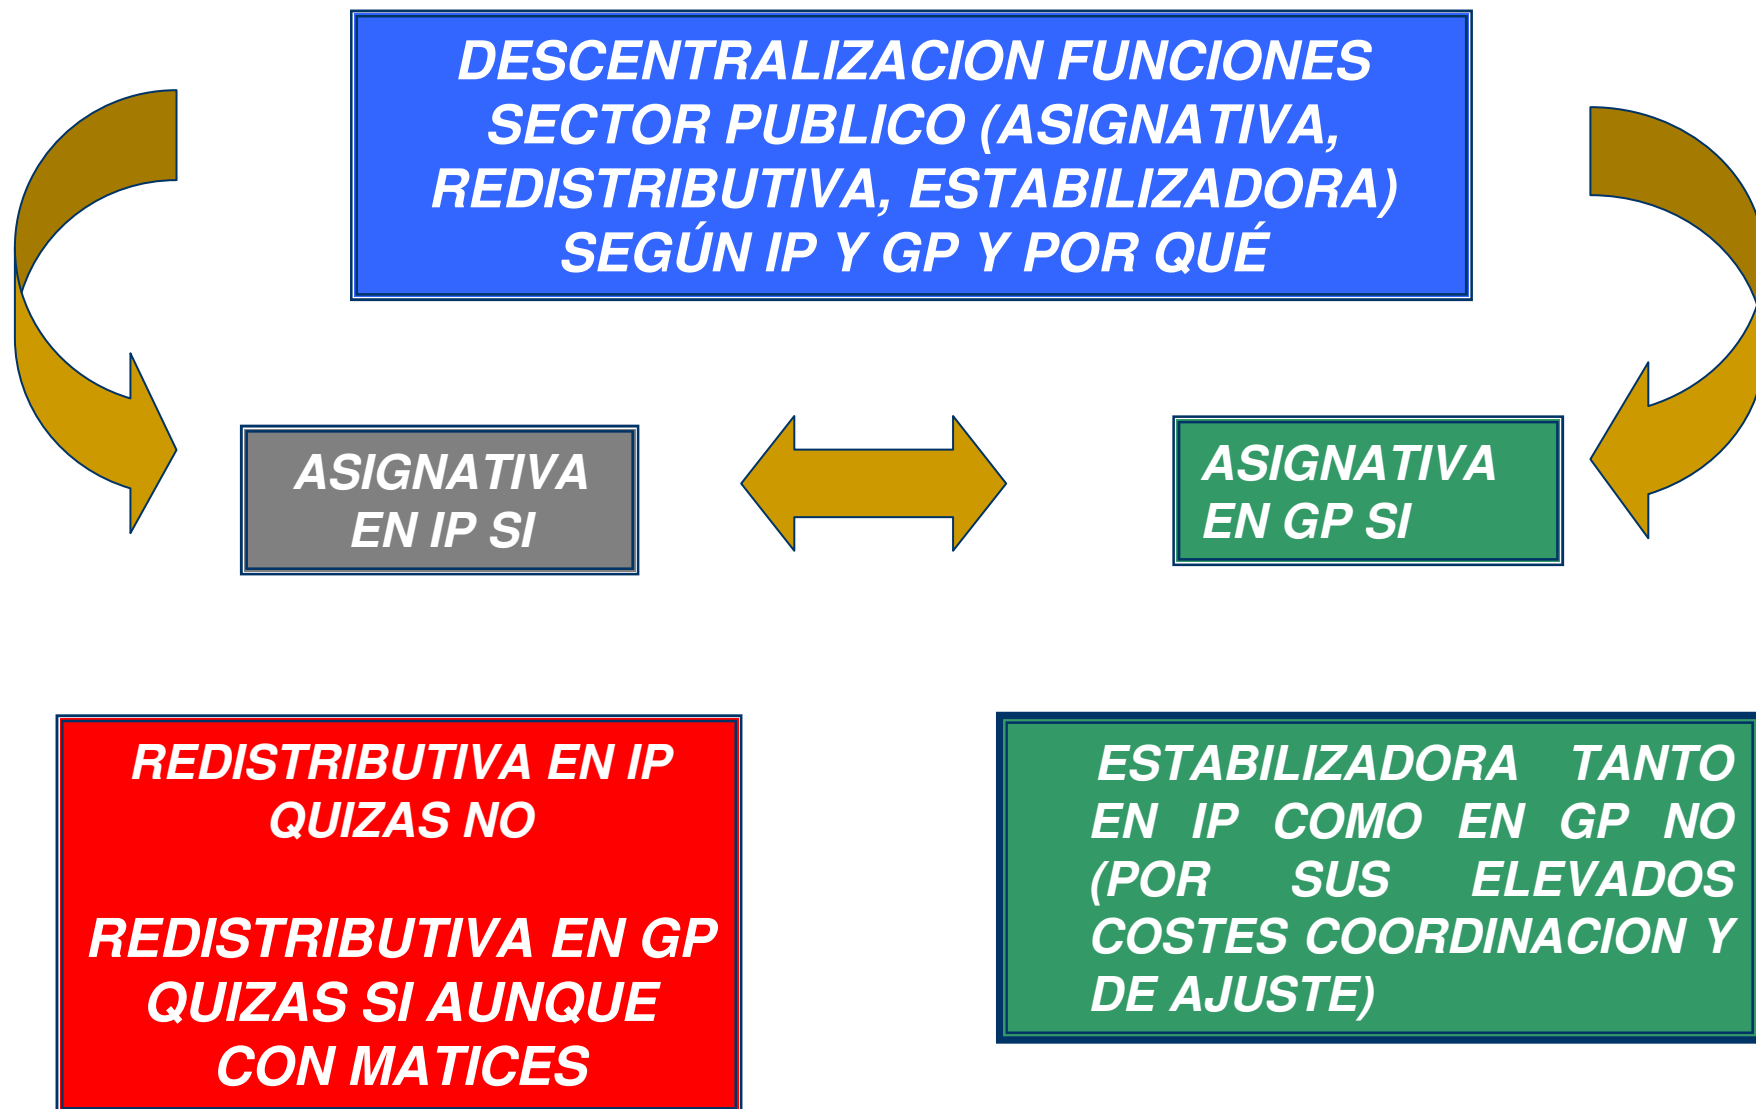 DESCENTRALIZACION FUNCIONES
SECTOR PUBLICO (ASIGNATIVA,
REDISTRIBUTIVA, ESTABILIZADORA)
SEGÚN IP Y GP Y POR QUÉ
ASIGNATIVA
EN IP SI
ASIGNATIVA
EN GP SI
REDISTRIBUTIVA EN IP
QUIZAS NO
REDISTRIBUTIVA EN GP
QUIZAS SI AUNQUE
CON MATICES
ESTABILIZADORA TANTO
EN IP COMO EN GP NO
(POR SUS ELEVADOS
COSTES COORDINACION Y
DE AJUSTE)